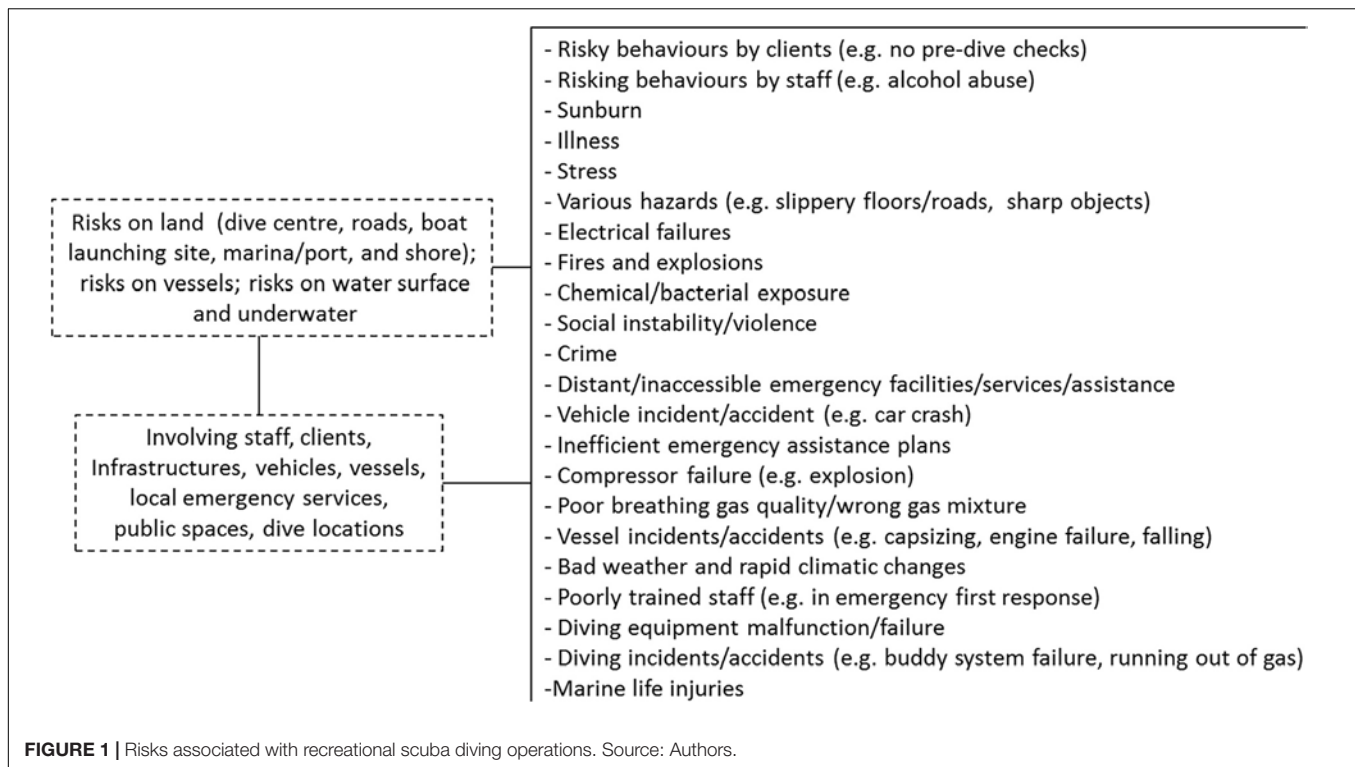 Risks on land (dive centre, roads, boat
launching site, marina/port, and shore);
risks on vessels; risks on water surface
and underwater
Involving staff, clients,
Infrastructures, vehicles, vessels,
local emergency services,
public spaces, dive locations
- Risky behaviours by clients (e.g. no pre-dive checks)
- Risking behaviours by staff (e.g. alcohol abuse)
- Sunburn
- Illness
- Stress
- Various hazards (e.g. slippery floors/roads, sharp objects)
- Electrical failures
- Fires and explosions
- Chemical/bacterial exposure
- Social instability/violence
- Crime
- Distant/inaccessible emergency facilities/services/assistance
- Vehicle incident/accident (e.g. car crash)
- Inefficient emergency assistance plans
- Compressor failure (e.g. explosion)
- Poor breathing gas quality/wrong gas mixture
- Vessel incidents/accidents (e.g. capsizing, engine failure, falling)
- Bad weather and rapid climatic changes
- Poorly trained staff (e.g. in emergency first response)
- Diving equipment malfunction/failure
- Diving incidents/accidents (e.g. buddy system failure, running out of gas)
-Marine life injuries
FIGURE 1 | Risks associated with recreational scuba diving operations. Source: Authors.